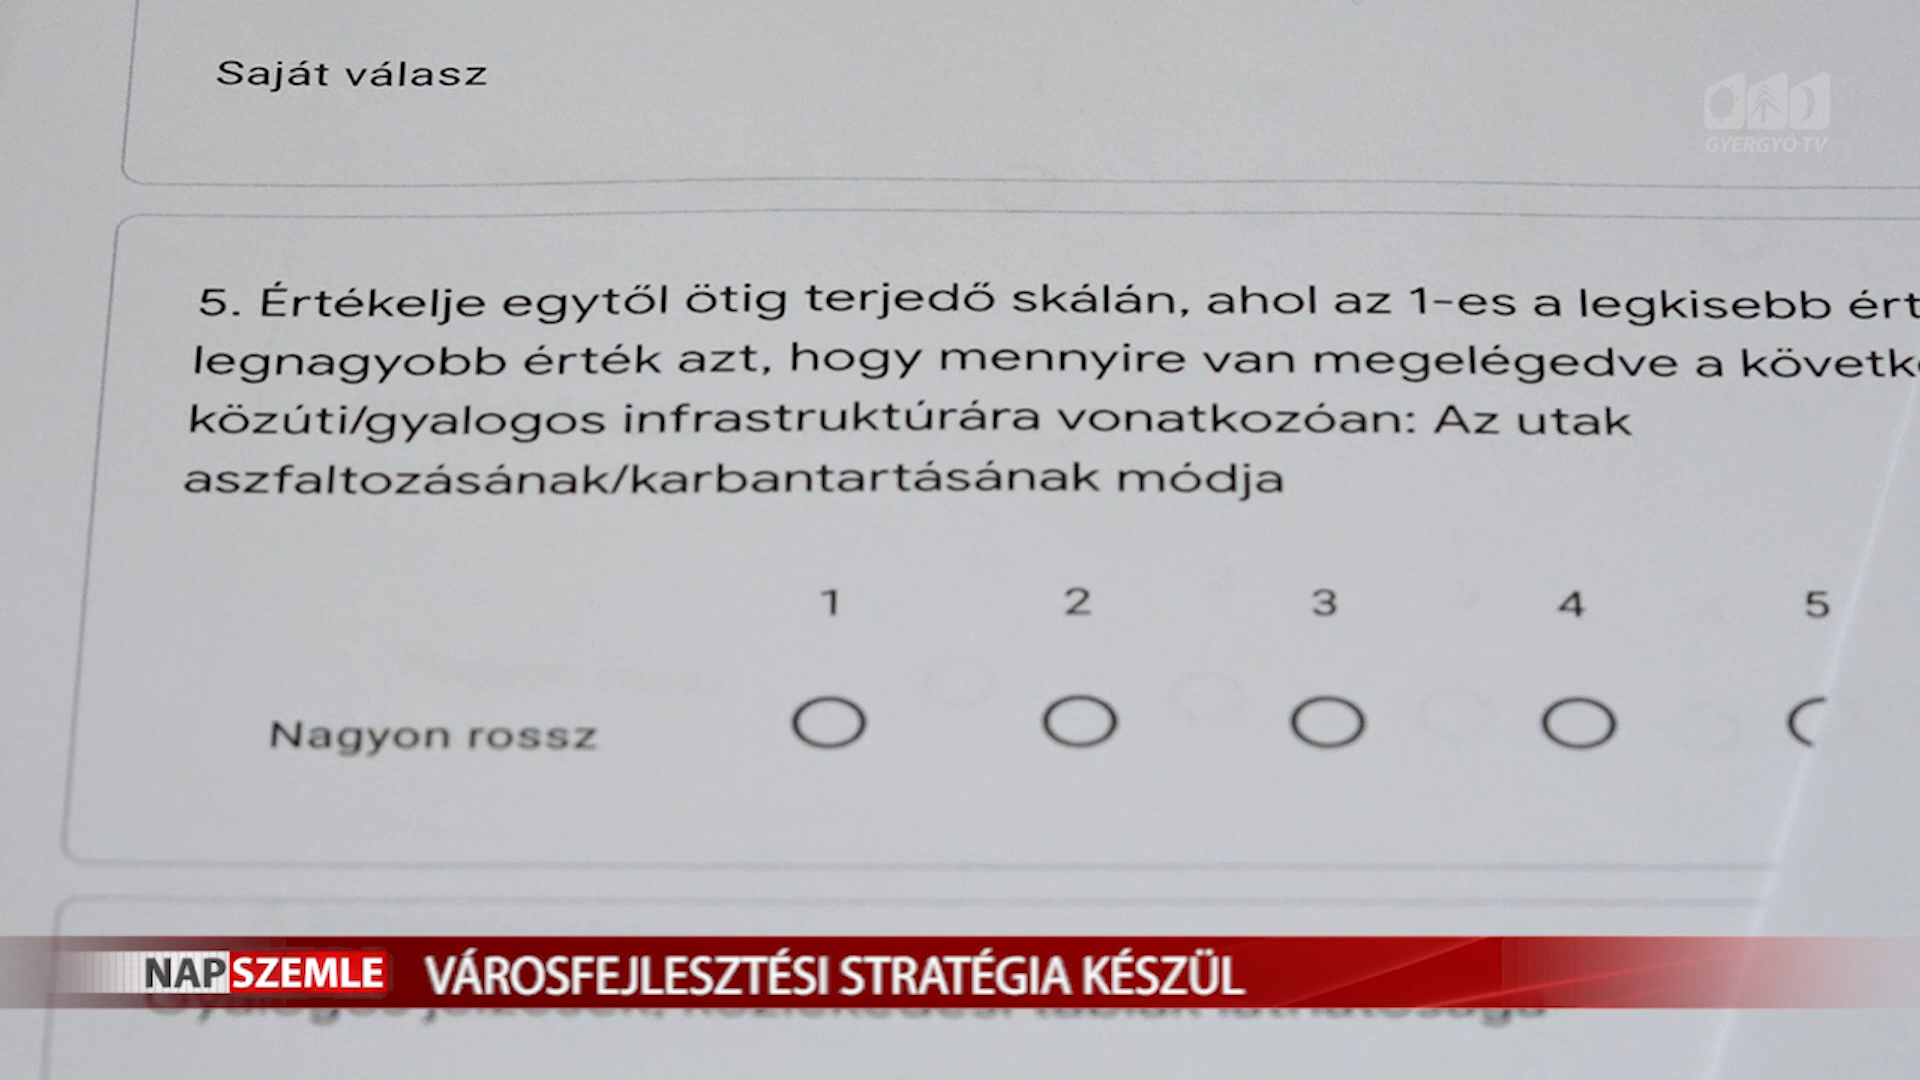 Saját válasz
GYERGYÓ TV
5. Értékelje egytől ötig terjedő skálán, ahol az 1-es a legkisebb ért
legnagyobb érték azt, hogy mennyire van megelégedve a követke
közúti/gyalogos infrastruktúrára vonatkozóan: Az utak
aszfaltozásának/karbantartásának módja
1 2 3 4 5
Nagyon rossz
NAPSZEMLE VÁROSFEJLESZTÉSI STRATÉGIA KÉSZÜL